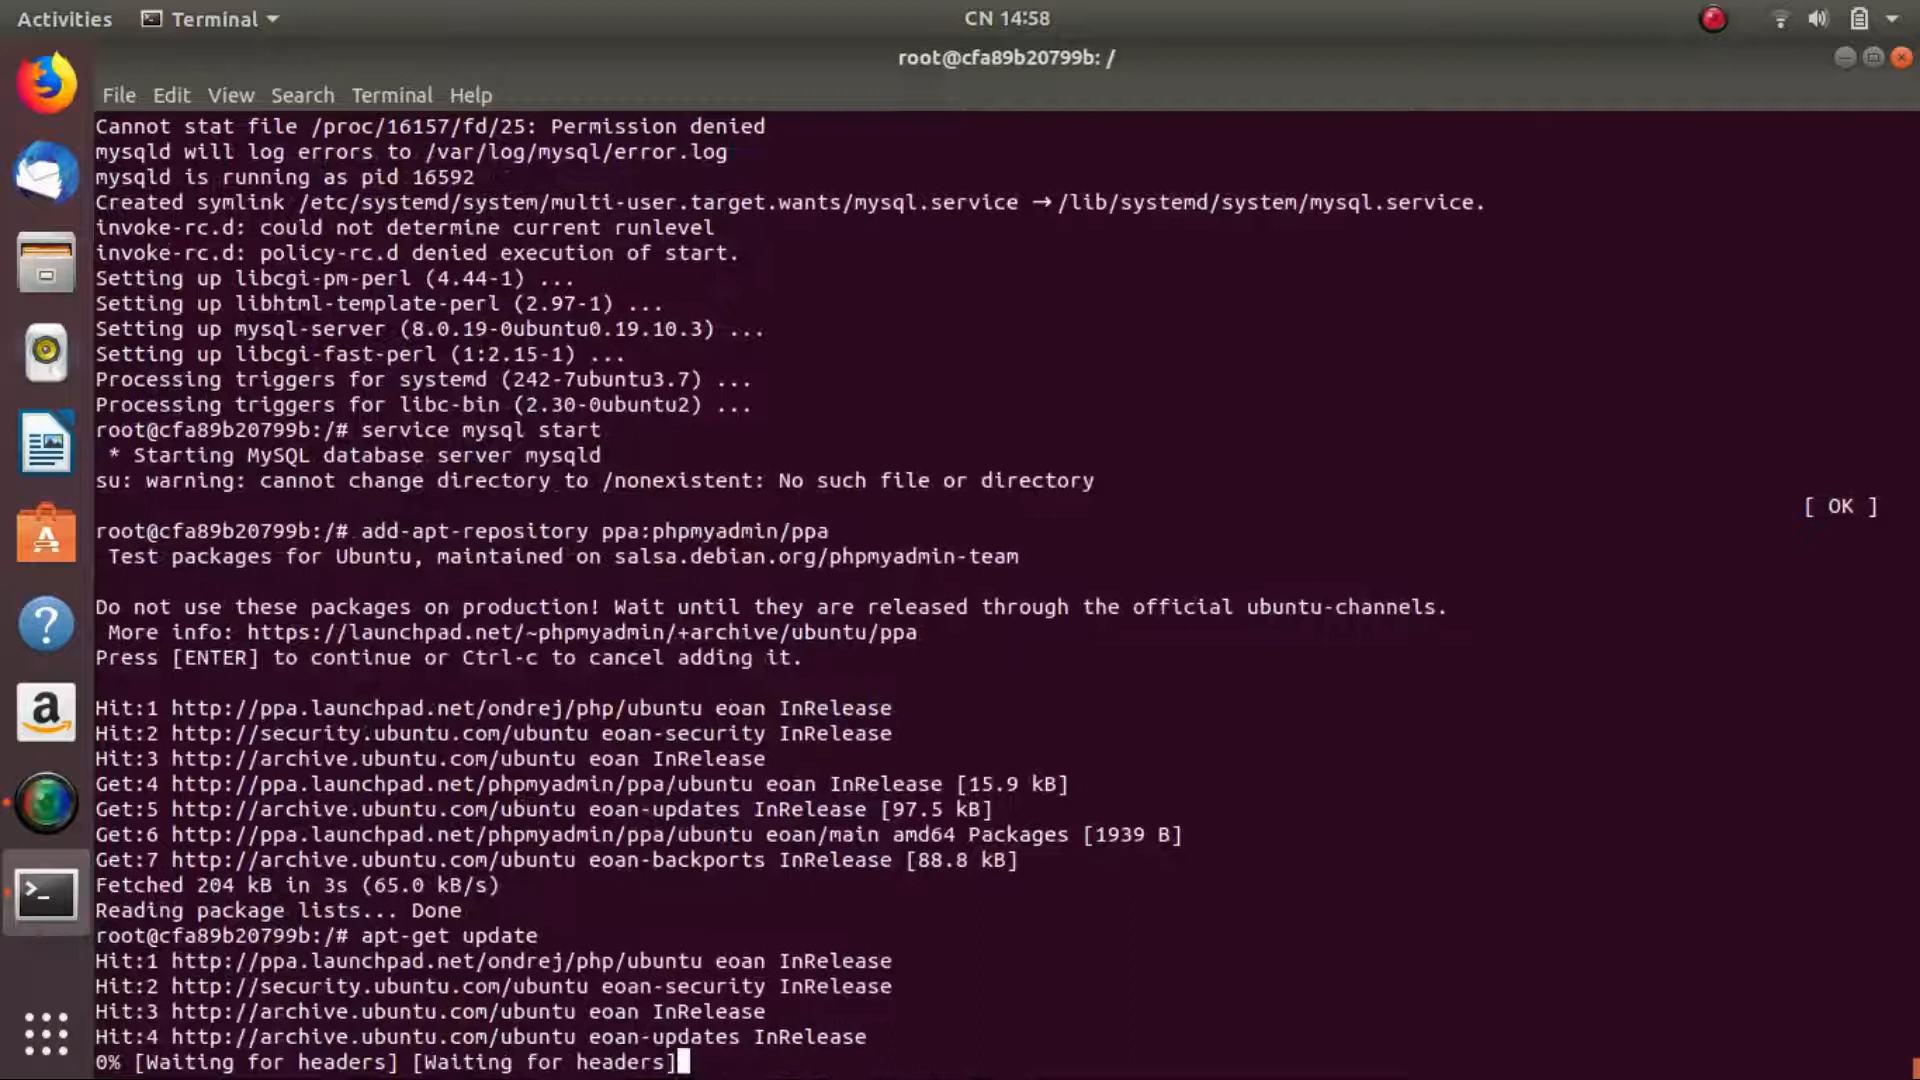 Activities Terminal CN 14:58
root@cfa89b20799b: /
File Edit View Search Terminal Help
Cannot stat file /proc/16157/fd/25: Permission denied
mysqld will log errors to /var/log/mysql/error.log
mysqld is running as pid 16592
Created symlink /etc/systemd/system/multi-user.target.wants/mysql.service → /lib/systemd/system/mysql.service.
invoke-rc.d: could not determine current runlevel
invoke-rc.d: policy-rc.d denied execution of start.
Setting up libcgi-pm-perl (4.44-1) ...
Setting up libhtml-template-perl (2.97-1) ...
Setting up mysql-server (8.0.19-0ubuntu0.19.10.3) ...
Setting up libcgi-fast-perl (1:2.15-1) ...
Processing triggers for systemd (242-7ubuntu3.7) ...
Processing triggers for libc-bin (2.30-0ubuntu2) ...
root@cfa89b20799b:/# service mysql start
 * Starting MySQL database server mysqld
su: warning: cannot change directory to /nonexistent: No such file or directory
[ OK ]
root@cfa89b20799b:/# add-apt-repository ppa:phpmyadmin/ppa
 Test packages for Ubuntu, maintained on salsa.debian.org/phpmyadmin-team
Do not use these packages on production! Wait until they are released through the official ubuntu-channels.
 More info: https://launchpad.net/~phpmyadmin/+archive/ubuntu/ppa
Press [ENTER] to continue or Ctrl-c to cancel adding it.
Hit:1 http://ppa.launchpad.net/ondrej/php/ubuntu eoan InRelease
Hit:2 http://security.ubuntu.com/ubuntu eoan-security InRelease
Hit:3 http://archive.ubuntu.com/ubuntu eoan InRelease
Get:4 http://ppa.launchpad.net/phpmyadmin/ppa/ubuntu eoan InRelease [15.9 kB]
Get:5 http://archive.ubuntu.com/ubuntu eoan-updates InRelease [97.5 kB]
Get:6 http://ppa.launchpad.net/phpmyadmin/ppa/ubuntu eoan/main amd64 Packages [1939 B]
Get:7 http://archive.ubuntu.com/ubuntu eoan-backports InRelease [88.8 kB]
Fetched 204 kB in 3s (65.0 kB/s)
Reading package lists... Done
root@cfa89b20799b:/# apt-get update
Hit:1 http://ppa.launchpad.net/ondrej/php/ubuntu eoan InRelease
Hit:2 http://security.ubuntu.com/ubuntu eoan-security InRelease
Hit:3 http://archive.ubuntu.com/ubuntu eoan InRelease
Hit:4 http://archive.ubuntu.com/ubuntu eoan-updates InRelease
0% [Waiting for headers] [Waiting for headers]